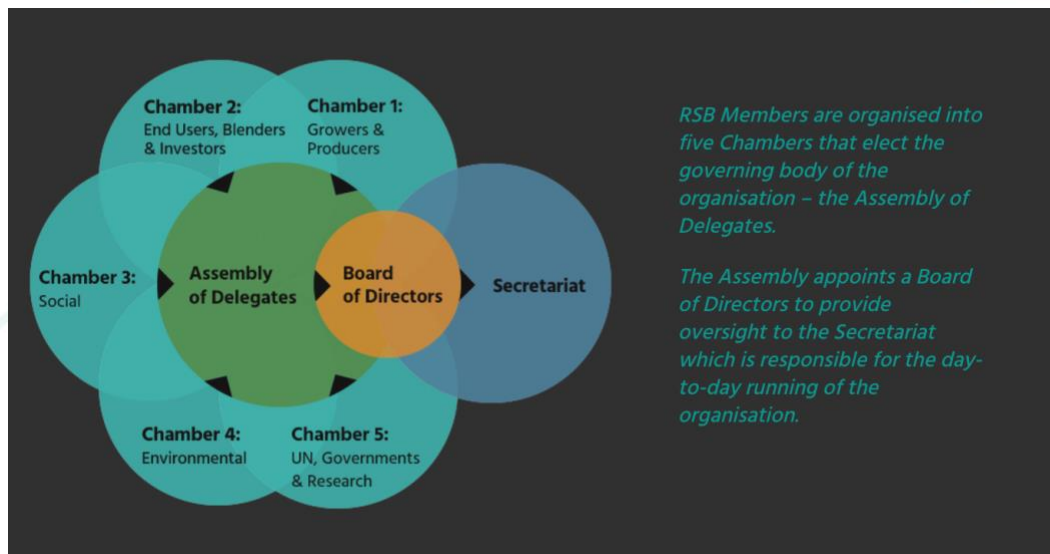 Chamber 2:
End Users, Blenders
& Investors
Chamber 1:
Growers &
Producers
Chamber 3:
Social
Assembly
of Delegates
Board
of Directors
Secretariat
Chamber 4:
Environmental
Chamber 5:
UN, Governments
& Research
RSB Members are organised into
five Chambers that elect the
governing body of the
organisation – the Assembly of
Delegates.
The Assembly appoints a Board
of Directors to provide
oversight to the Secretariat
which is responsible for the day-
to-day running of the
organisation.